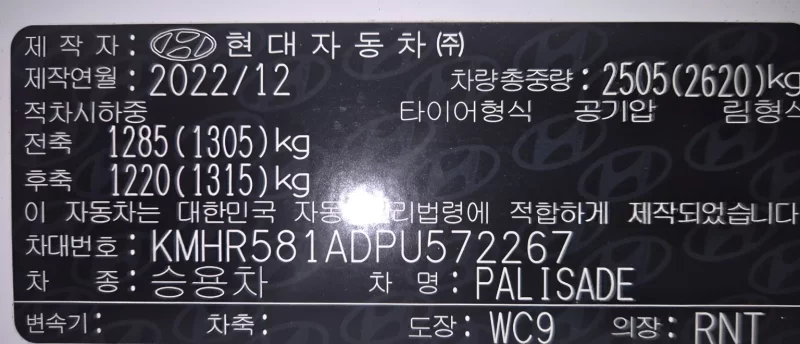 제 작 자 : 현대자동차㈜
제작연월 : 2022/12 차량총중량 : 2505(2620)kg
적차시하중 타이어형식 공기압 림형식
전축 1285(1305)kg
후축 1220(1315)kg
이 자동차는 대한민국 법령에 적합하게 제작되었습니다
차대번호 : KMHR581ADPU572267
차 종 : 승용차 차 명 : PALISADE
변속기 : 차축 : 도장 : WC9 의장 : RNT